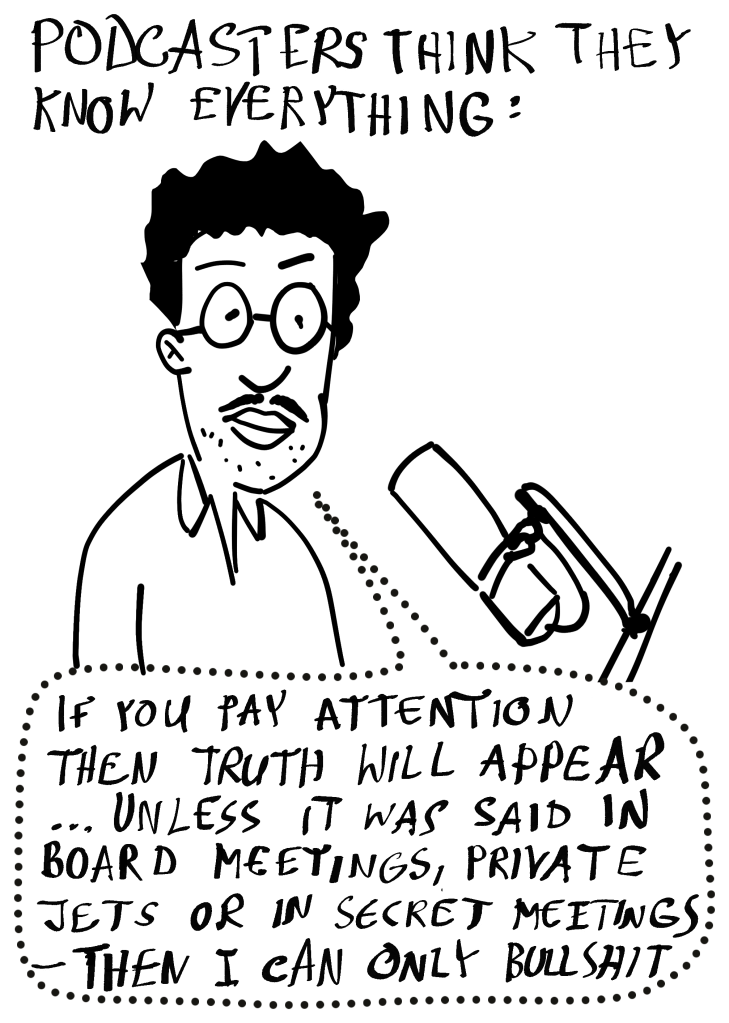 PODCASTERS THINK THEY
KNOW EVERYTHING:
IF YOU PAY ATTENTION
THEN TRUTH WILL APPEAR
... UNLESS IT WAS SAID IN
BOARD MEETINGS, PRIVATE
JETS OR IN SECRET MEETINGS
- THEN I CAN ONLY BULLSHIT